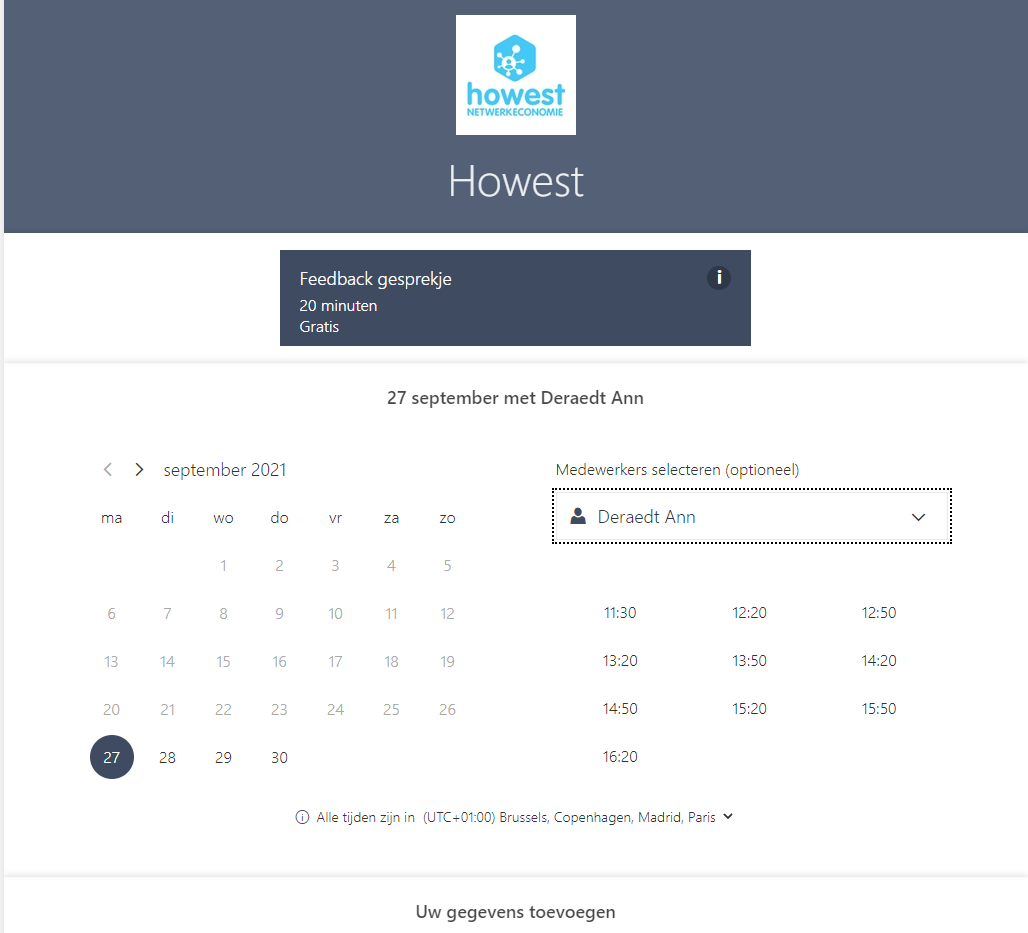 howest
NETWERKECONOMIE
Howest
Feedback gesprekje
i
20 minuten
Gratis
27 september met Deraedt Ann
september 2021
ma di wo do vr za zo
1 2 3 4 5
6 7 8 9 10 11 12
13 14 15 16 17 18 19
20 21 22 23 24 25 26
27 28 29 30
Medewerkers selecteren (optioneel)
Deraedt Ann
11:30 12:20 12:50
13:20 13:50 14:20
14:50 15:20 15:50
16:20
Alle tijden zijn in (UTC+01:00) Brussels, Copenhagen, Madrid, Paris
Uw gegevens toevoegen